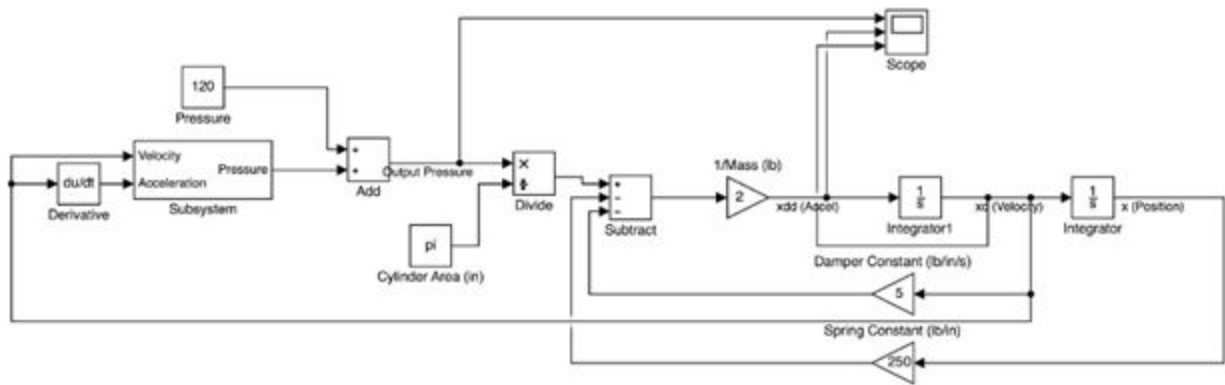 Scope
120
Pressure
Velocity
Acceleration
Pressure
Subsystem
du/dt
Derivative
+
+
Add
Output Pressure
×
÷
Divide
pi
Cylinder Area (in)
+
−
−
Subtract
1/Mass (lb)
2
xdd (Accel)
1
s
Integrator1
xd (Velocity)
1
s
Integrator
x (Position)
Damper Constant (lb/in/s)
5
Spring Constant (lb/in)
250